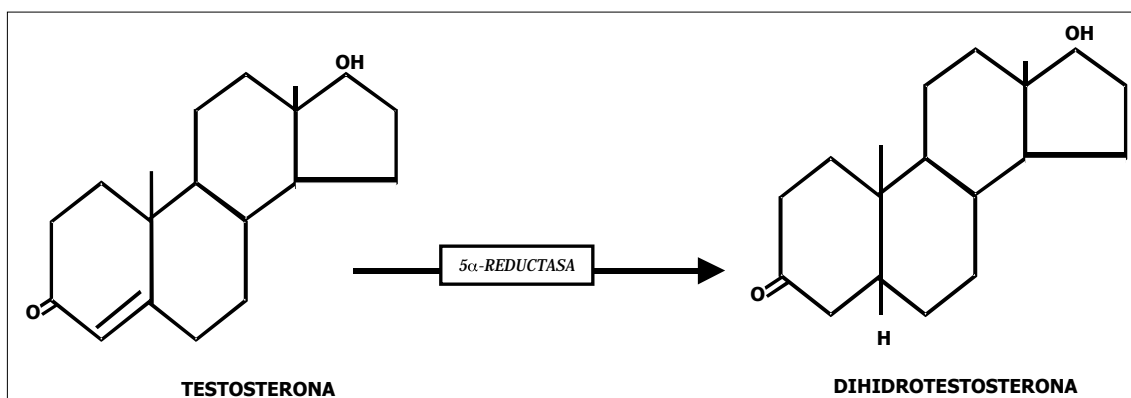 OH
O
TESTOSTERONA
5α-REDUCTASA
OH
O
H
DIHIDROTESTOSTERONA